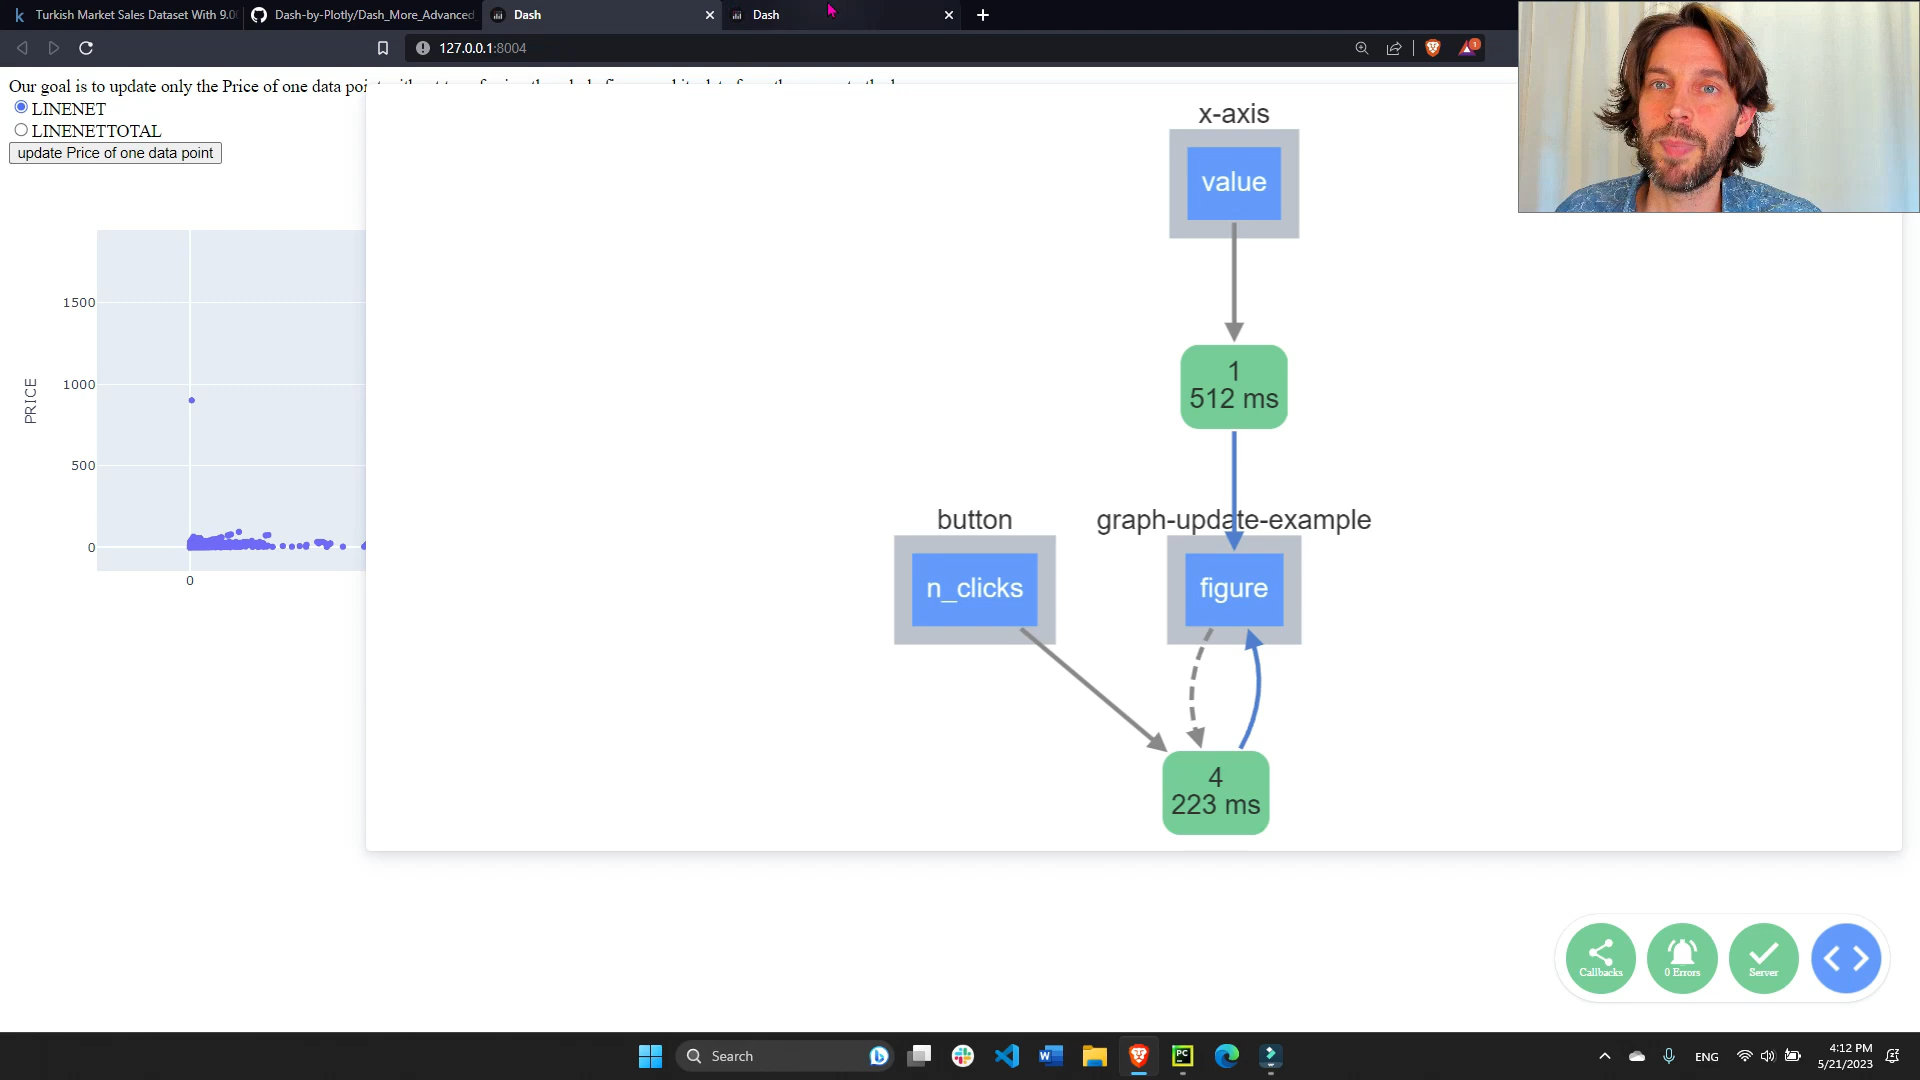 Turkish Market Sales Dataset With 9.0
Dash-by-Plotly/Dash_More_Advanced
Dash
Dash
127.0.0.1:8004
Our goal is to update only the Price of one data
LINENET
LINENETTOTAL
update Price of one data point
PRICE
1500
1000
500
0
0
x-axis
value
1
512 ms
button
graph-update-example
n_clicks
figure
4
223 ms
Callbacks
0 Errors
Server
Search
ENG
4:12 PM
5/21/2023